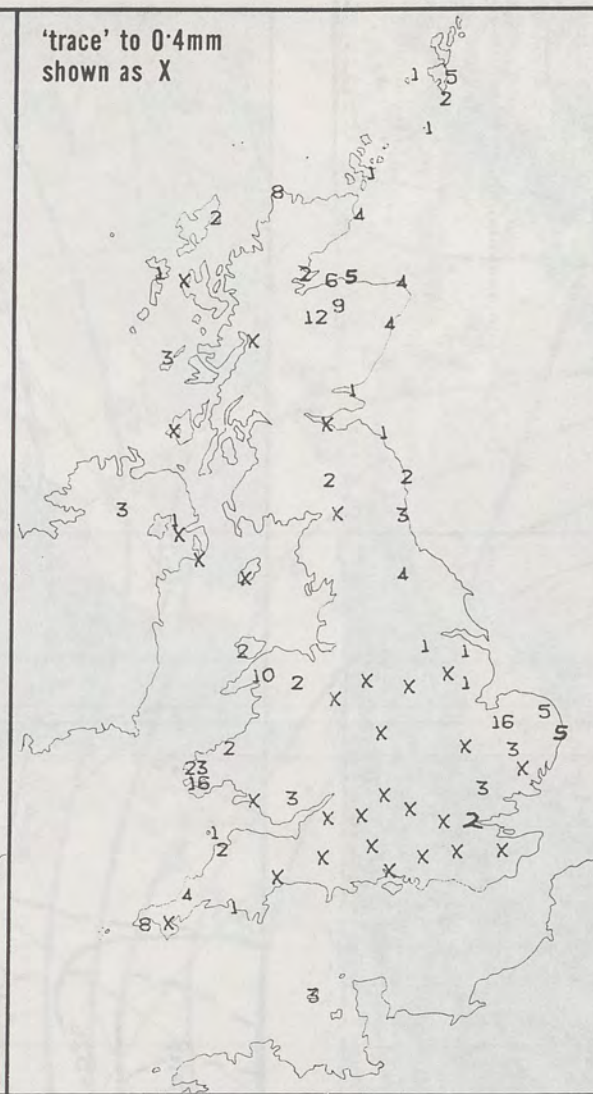 ‘trace’ to 0·4mm
shown as X
1 5
2
1
1
8
2 4
1 X 2 6 5 4
9
12 4
X
3
1
X X 1
2 2
3 1 X 3
X
X
X 4
2 1 1
10 2 X X X 1
X
16 5
2 X X 3 5
23 X
16 3
X 3 X X
X X X 2
1
2 X X X X X
X X
4
8 X 1
3